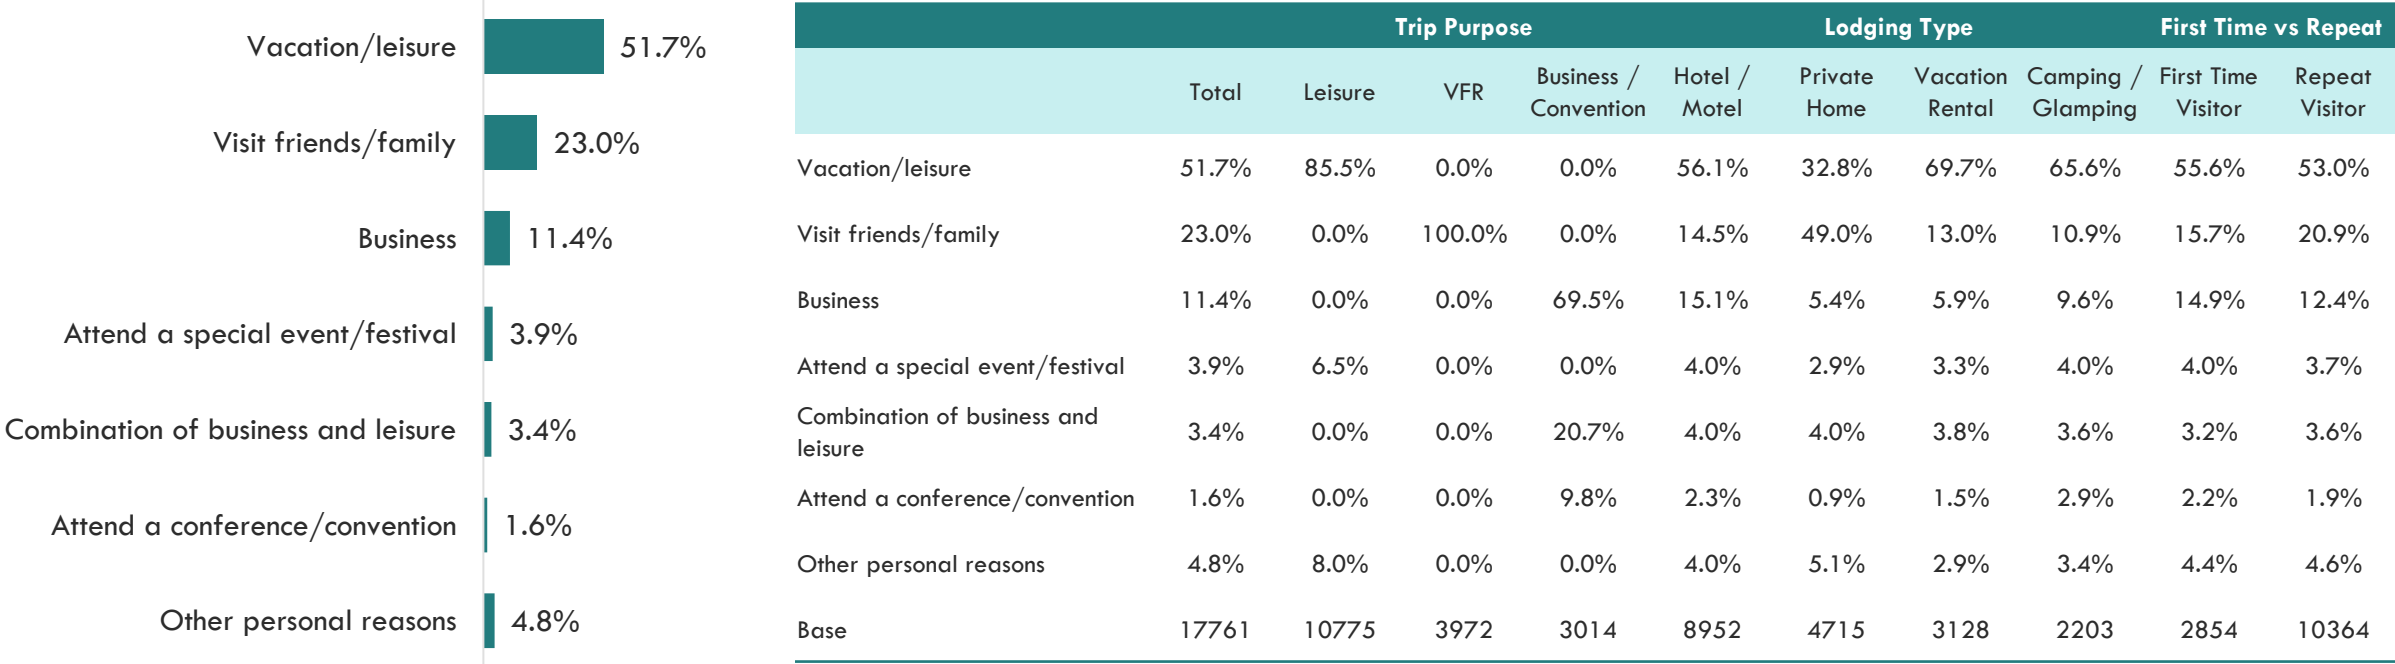 Vacation/leisure 51.7%
Visit friends/family 23.0%
Business 11.4%
Attend a special event/festival 3.9%
Combination of business and leisure 3.4%
Attend a conference/convention 1.6%
Other personal reasons 4.8%
Trip Purpose Lodging Type First Time vs Repeat
Total Leisure VFR Business / Convention Hotel / Motel Private Home Vacation Rental Camping / Glamping First Time Visitor Repeat Visitor
Vacation/leisure 51.7% 85.5% 0.0% 0.0% 56.1% 32.8% 69.7% 65.6% 55.6% 53.0%
Visit friends/family 23.0% 0.0% 100.0% 0.0% 14.5% 49.0% 13.0% 10.9% 15.7% 20.9%
Business 11.4% 0.0% 0.0% 69.5% 15.1% 5.4% 5.9% 9.6% 14.9% 12.4%
Attend a special event/festival 3.9% 6.5% 0.0% 0.0% 4.0% 2.9% 3.3% 4.0% 4.0% 3.7%
Combination of business and leisure 3.4% 0.0% 0.0% 20.7% 4.0% 4.0% 3.8% 3.6% 3.2% 3.6%
Attend a conference/convention 1.6% 0.0% 0.0% 9.8% 2.3% 0.9% 1.5% 2.9% 2.2% 1.9%
Other personal reasons 4.8% 8.0% 0.0% 0.0% 4.0% 5.1% 2.9% 3.4% 4.4% 4.6%
Base 17761 10775 3972 3014 8952 4715 3128 2203 2854 10364